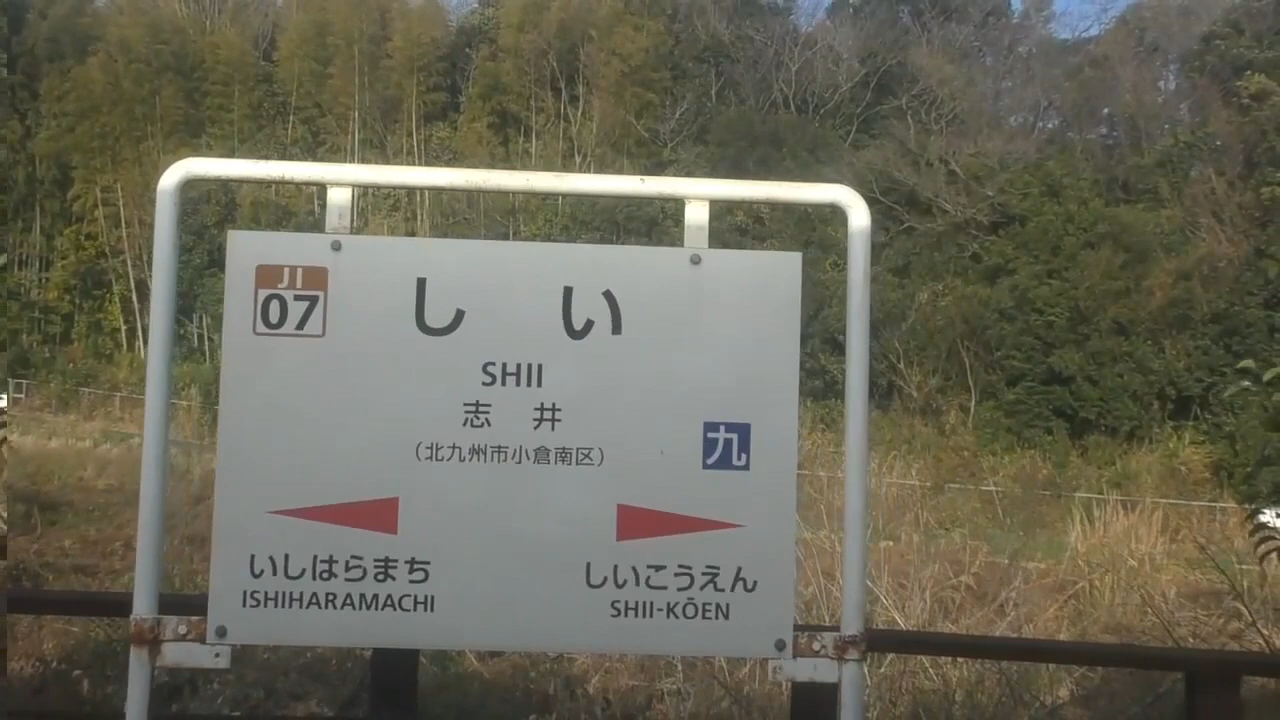 JI
07
しい
SHII
志井
(北九州市小倉南区)
九
いしはらまち
ISHIHARAMACHI
しいこうえん
SHII-KŌEN